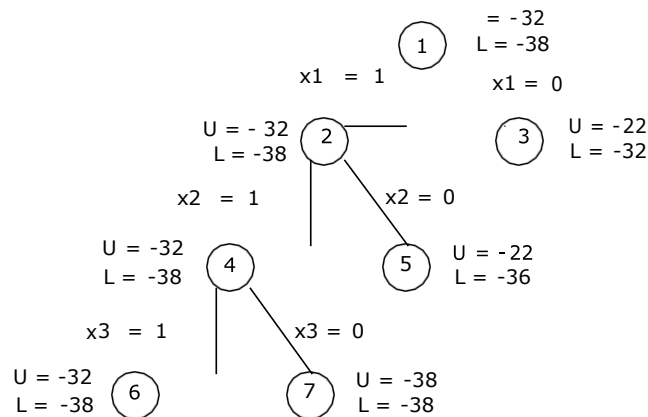 = -32
1
L = -38
x1 = 1
x1 = 0
U = - 32
L = -38
2
3
U = -22
L = -32
x2 = 1
x2 = 0
U = -32
L = -38
4
5
U = -22
L = -36
x3 = 1
x3 = 0
U = -32
L = -38
6
7
U = -38
L = -38